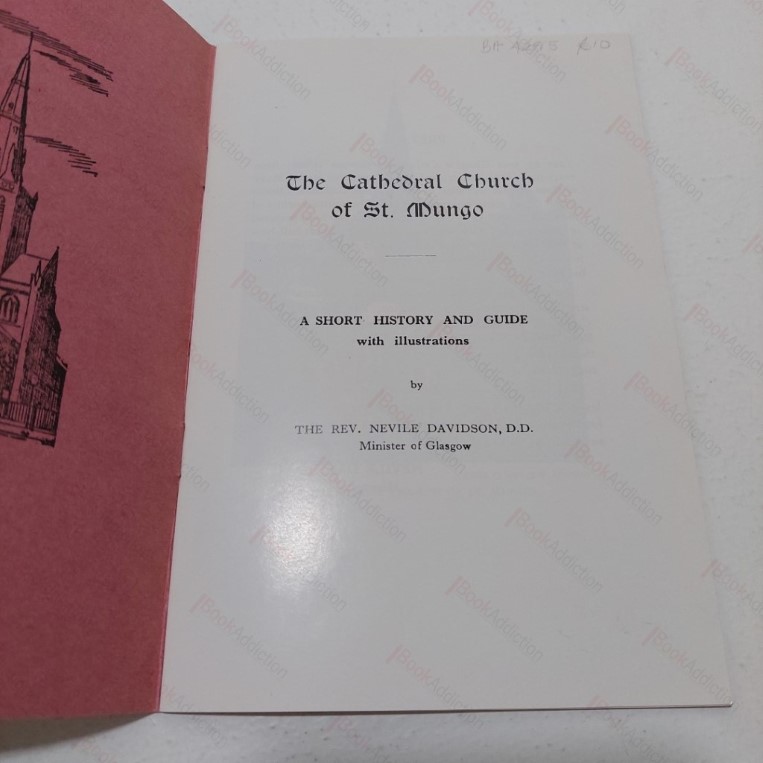 The Cathedral Church
of St. Mungo
A SHORT HISTORY AND GUIDE
with illustrations
by
THE REV. NEVILE DAVIDSON, D.D.
Minister of Glasgow
BookAddiction